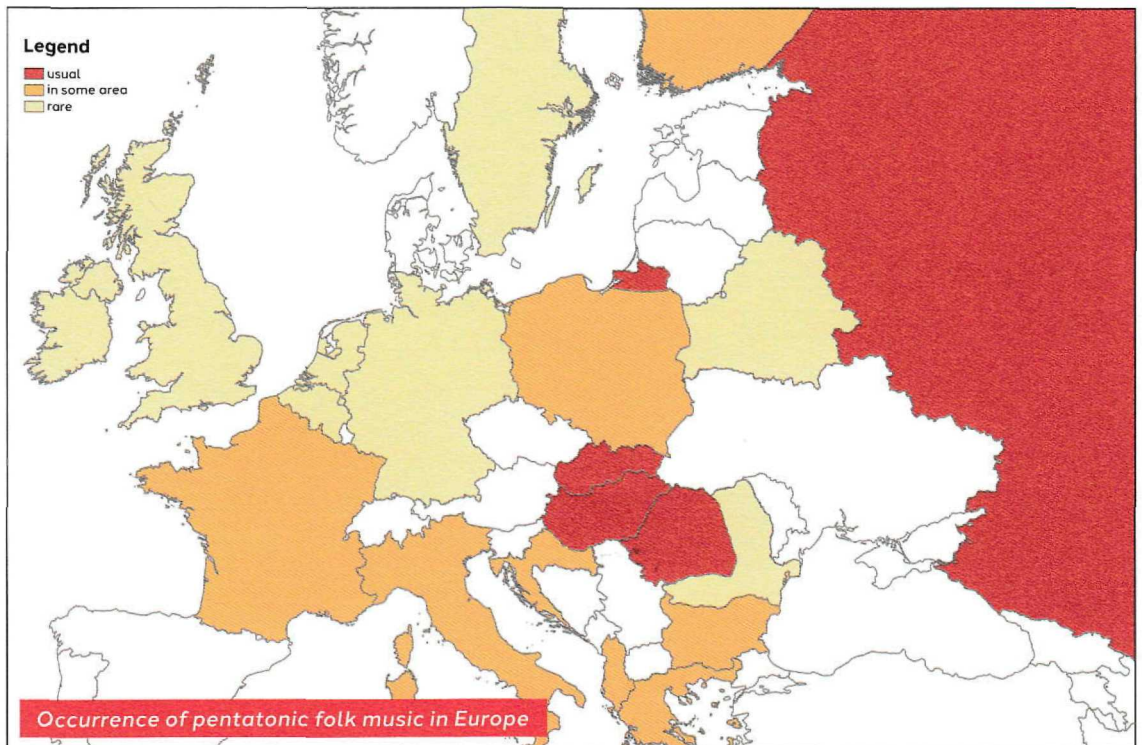 Legend
usual
in some area
rare
Occurrence of pentatonic folk music in Europe